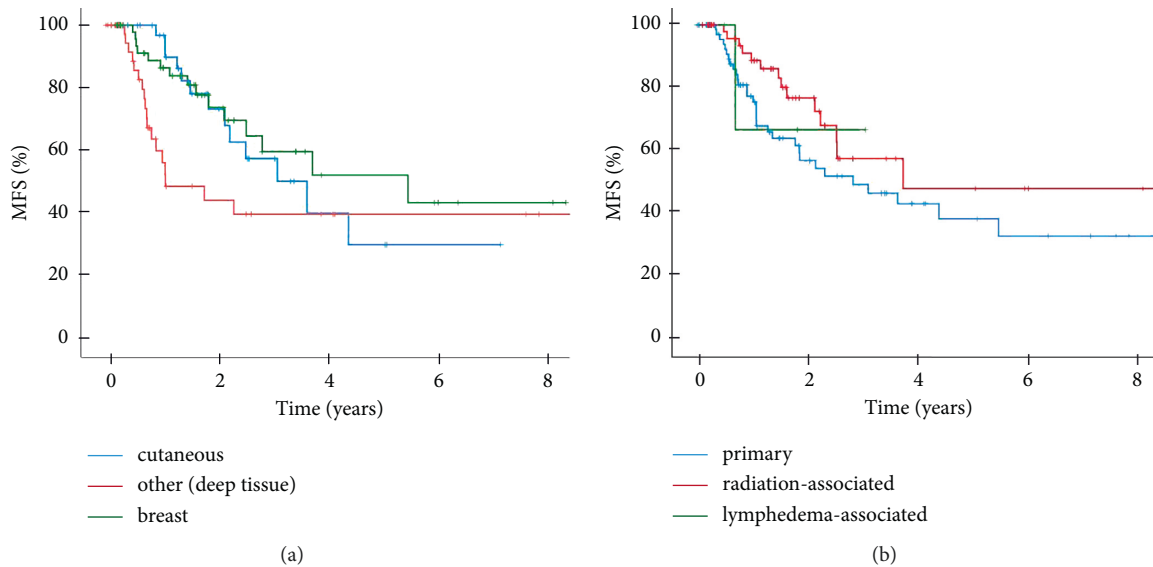 100
80
60
40
20
0
MFS (%)
0 2 4 6 8
Time (years)
cutaneous
other (deep tissue)
breast
(a)
100
80
60
40
20
0
MFS (%)
0 2 4 6 8
Time (years)
primary
radiation-associated
lymphedema-associated
(b)